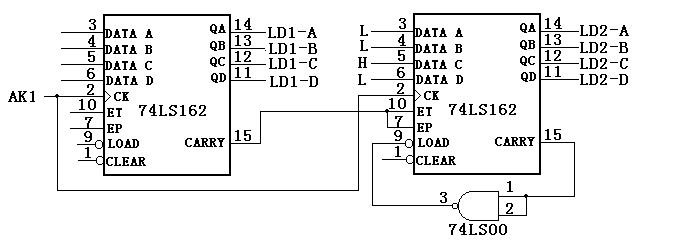 3 DATA A QA 14 LD1-A L 3 DATA A QA 14 LD2-A
4 DATA B QB 13 LD1-B L 4 DATA B QB 13 LD2-B
5 DATA C QC 12 LD1-C H 5 DATA C QC 12 LD2-C
6 DATA D QD 11 LD1-D L 6 DATA D QD 11 LD2-D
AK1 2 CK 2 CK
10 ET 74LS162 10 ET 74LS162
7 EP 7 EP
9 LOAD CARRY 15 9 LOAD CARRY 15
1 CLEAR 1 CLEAR
3 1
2
74LS00